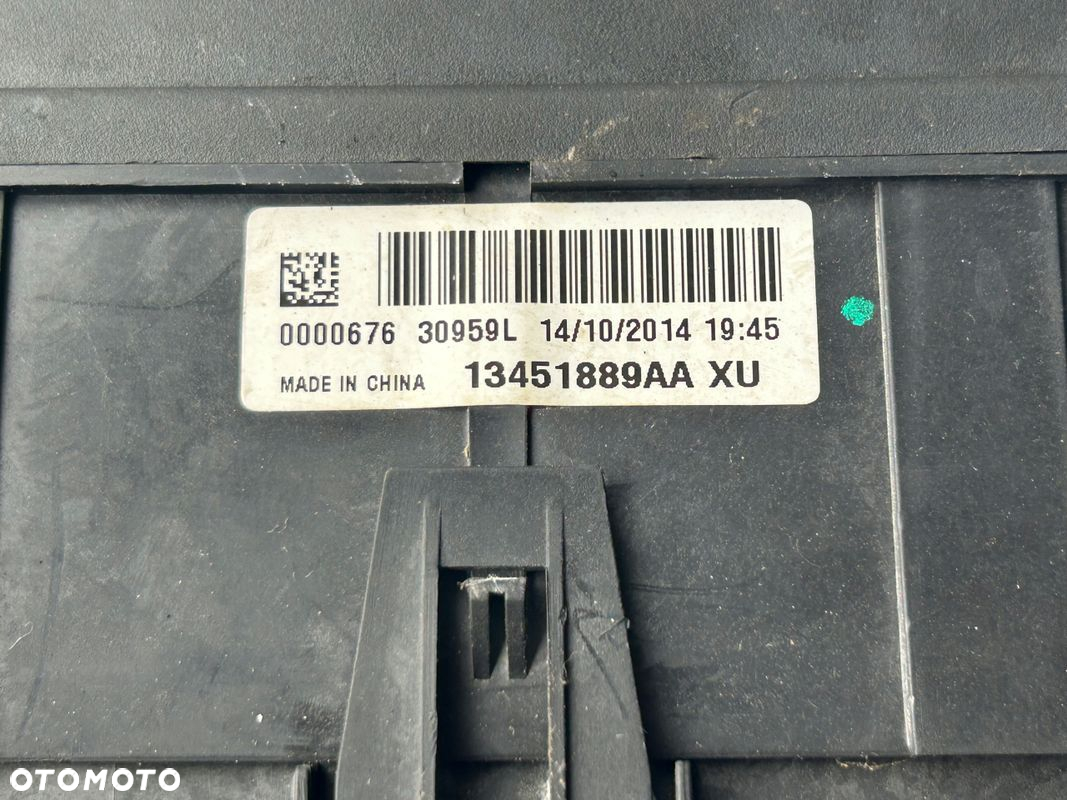 0000676 30959L 14/10/2014 19:45
MADE IN CHINA 13451889AA XU
OTOMOTO